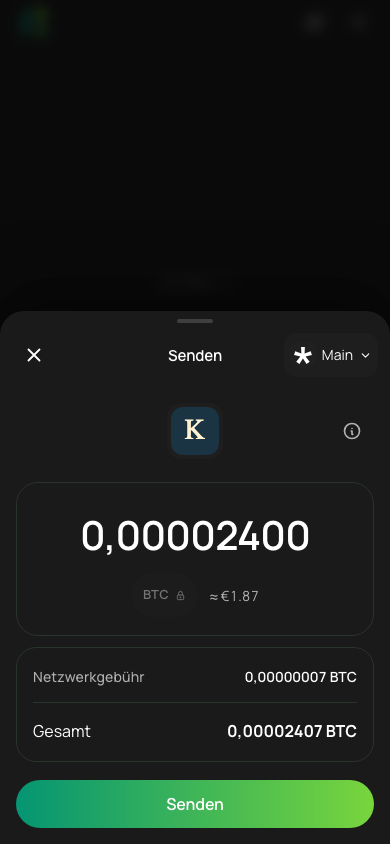 Senden
Main
K
0,00002400
BTC
≈€1.87
Netzwerkgebühr
0,00000007 BTC
Gesamt
0,00002407 BTC
Senden